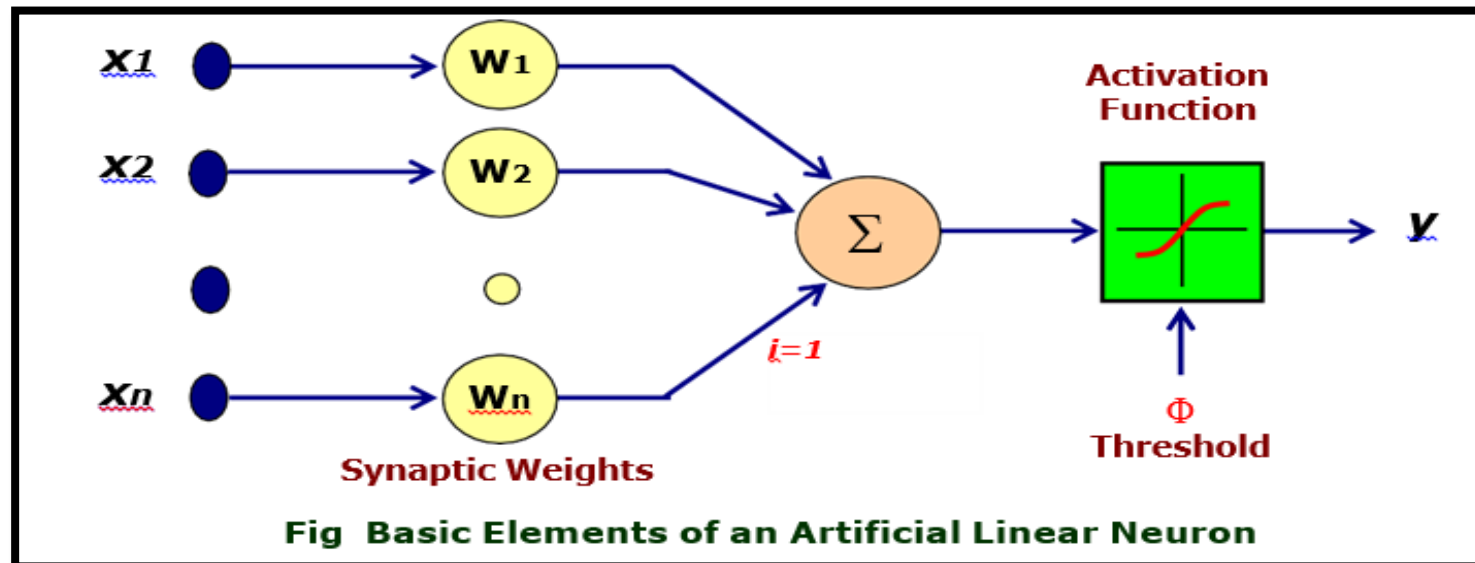 x1
W1
Activation
Function
x2
W2
Σ
y
i=1
xn
Wn
Φ
Threshold
Synaptic Weights
Fig Basic Elements of an Artificial Linear Neuron